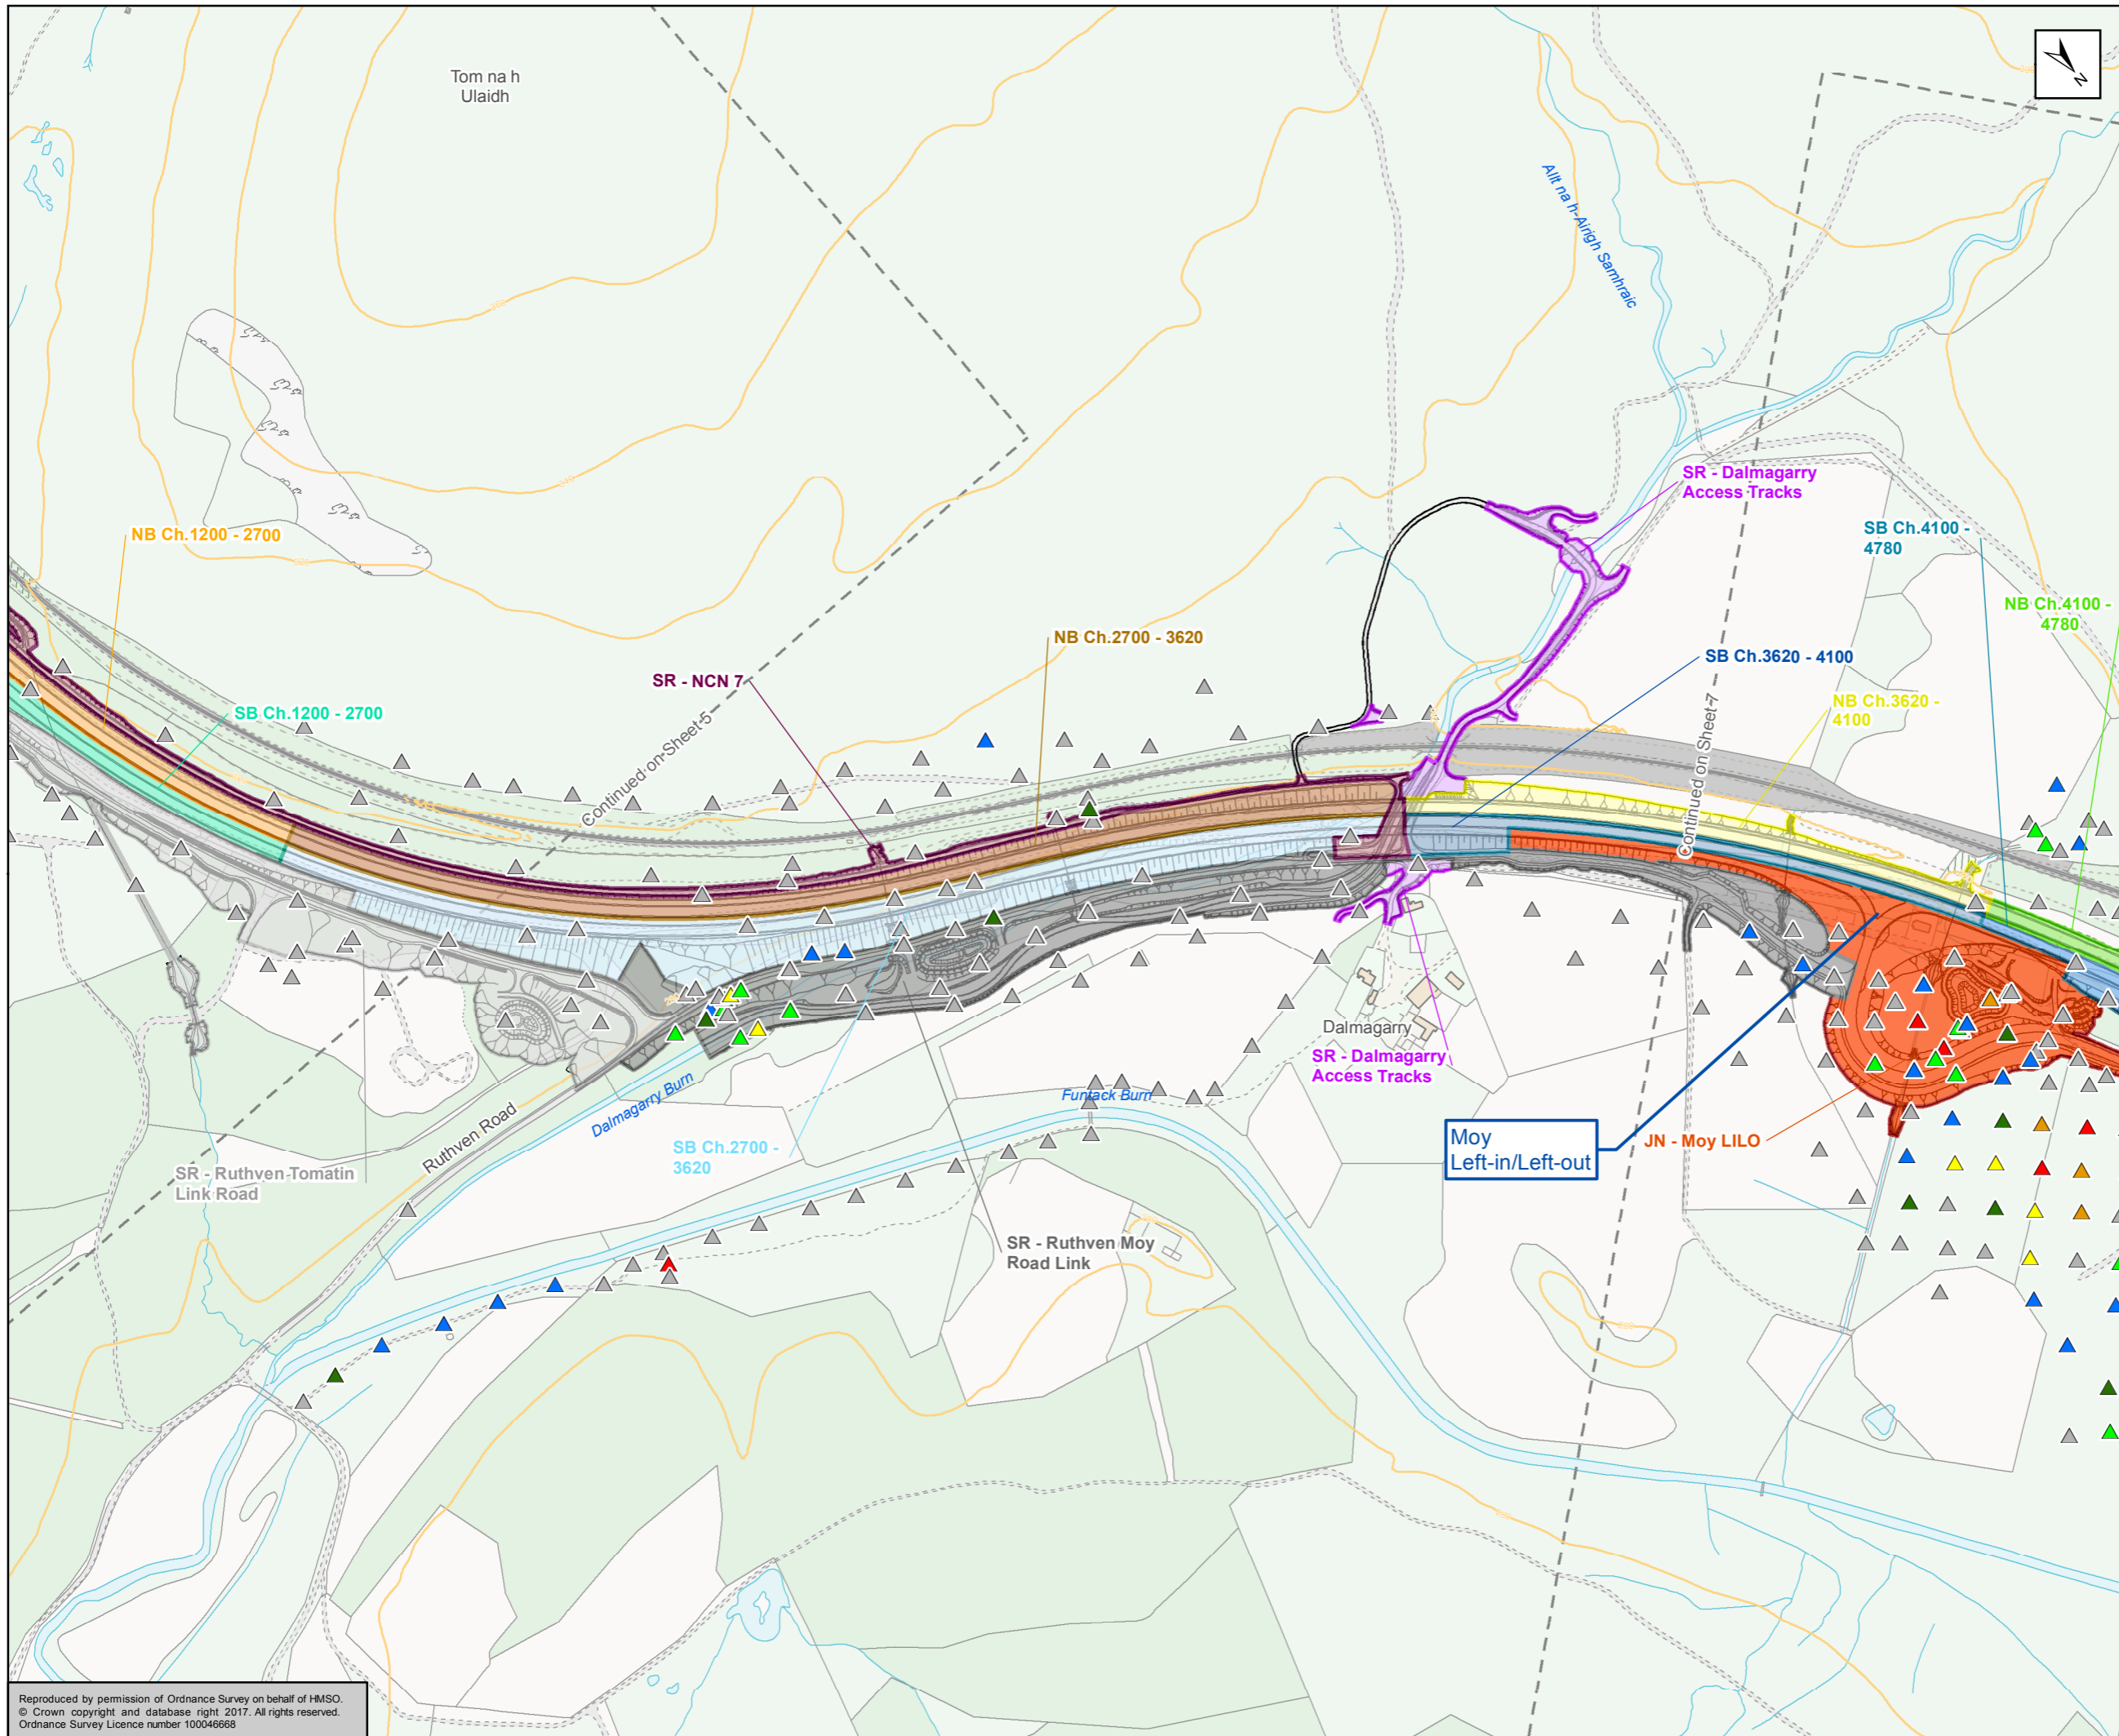 Tom na h
Ulaidh
N
Allt na h-Airigh Samhraic
SR - Dalmagarry
Access Tracks
NB Ch.1200 - 2700
SB Ch.4100 -
4780
NB Ch.4100 -
4780
NB Ch.2700 - 3620
SB Ch.3620 - 4100
SR - NCN 7
NB Ch.3620 -
4100
SB Ch.1200 - 2700
Continued on Sheet 5
Continued on Sheet 7
Dalmagarry
SR - Dalmagarry
Access Tracks
Dalmagarry Burn
Funtack Burn
Ruthven Road
Moy
Left-in/Left-out
JN - Moy LILO
SB Ch.2700 -
3620
SR - Ruthven Tomatin
Link Road
SR - Ruthven Moy
Road Link
Reproduced by permission of Ordnance Survey on behalf of HMSO.
© Crown copyright and database right 2017. All rights reserved.
Ordnance Survey Licence number 100046668